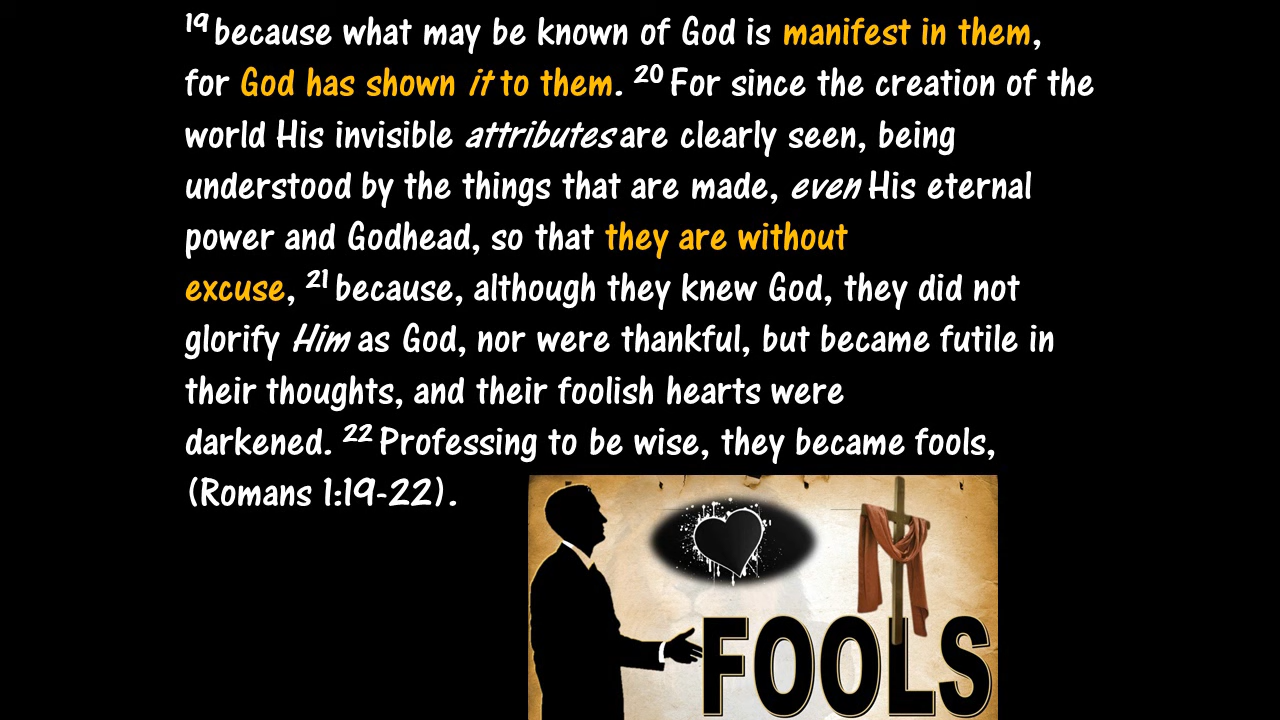 19 because what may be known of God is manifest in them,
for God has shown it to them. 20 For since the creation of the
world His invisible attributes are clearly seen, being
understood by the things that are made, even His eternal
power and Godhead, so that they are without
excuse, 21 because, although they knew God, they did not
glorify Him as God, nor were thankful, but became futile in
their thoughts, and their foolish hearts were
darkened. 22 Professing to be wise, they became fools,
(Romans 1:19-22).
FOOLS